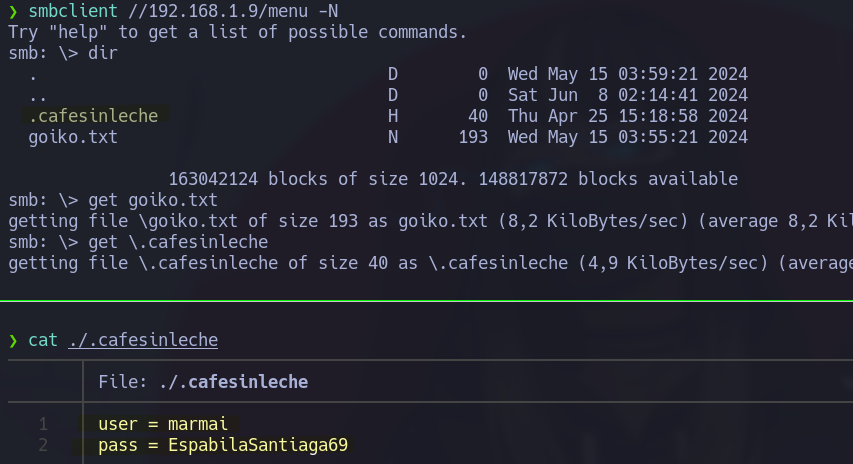 ❯ smbclient //192.168.1.9/menu -N
Try "help" to get a list of possible commands.
smb: \> dir
. D 0 Wed May 15 03:59:21 2024
.. D 0 Sat Jun 8 02:14:41 2024
.cafesinleche H 40 Thu Apr 25 15:18:58 2024
goiko.txt N 193 Wed May 15 03:55:21 2024
163042124 blocks of size 1024. 148817872 blocks available
smb: \> get goiko.txt
getting file \goiko.txt of size 193 as goiko.txt (8,2 KiloBytes/sec) (average 8,2 Kil
smb: \> get \.cafesinleche
getting file \.cafesinleche of size 40 as \.cafesinleche (4,9 KiloBytes/sec) (average
❯ cat ./.cafesinleche
File: ./.cafesinleche
1 user = marmai
2 pass = EspabilaSantiaga69